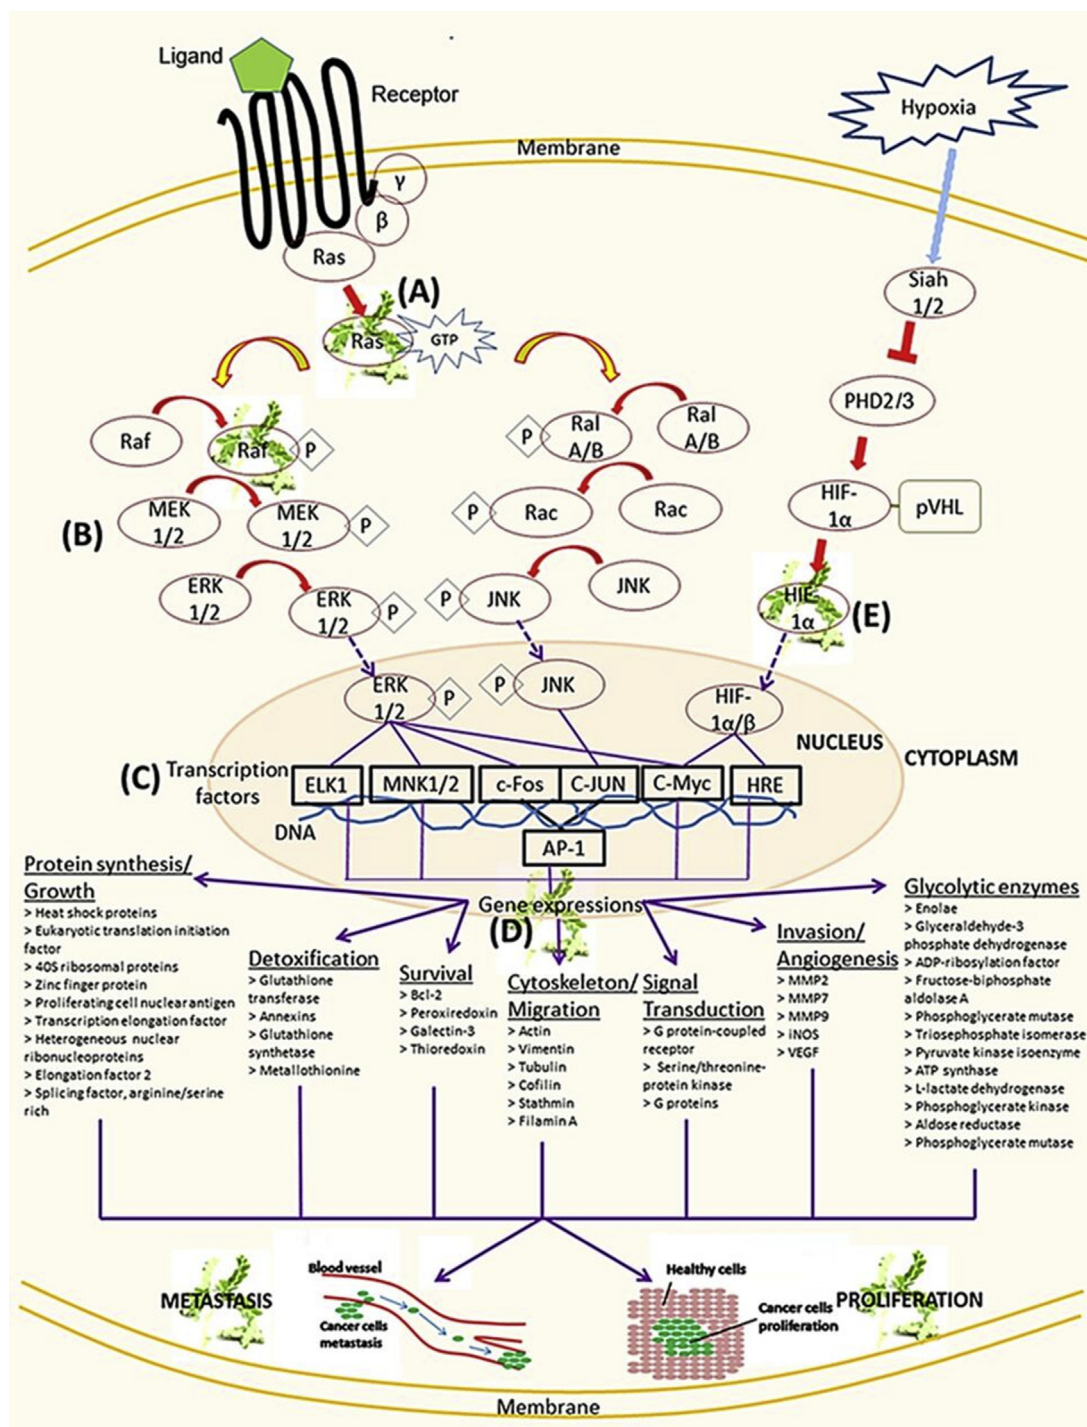 Ligand
Receptor
Hypoxia
Membrane
γ
β
Ras
Siah
1/2
(A)
Ras
GTP
PHD2/3
Raf
Raf
P
P
Ral
A/B
Ral
A/B
HIF-
1α
pVHL
(B)
MEK
1/2
MEK
1/2
P
P
Rac
Rac
ERK
1/2
ERK
1/2
P
P
JNK
JNK
HIF-
1α
(E)
ERK
1/2
P
P
JNK
HIF-
1α/β
NUCLEUS
CYTOPLASM
(C)
Transcription
factors
ELK1
MNK1/2
c-Fos
C-JUN
C-Myc
HRE
DNA
AP-1
Gene expressions
(D)
Protein synthesis/
Growth
> Heat shock proteins
> Eukaryotic translation initiation
factor
> 40S ribosomal proteins
> Zinc finger protein
> Proliferating cell nuclear antigen
> Transcription elongation factor
> Heterogeneous nuclear
ribonucleoproteins
> Elongation factor 2
> Splicing factor, arginine/serine
rich
Detoxification
> Glutathione
transferase
> Annexins
> Glutathione
synthetase
> Metallothionine
Survival
> Bcl-2
> Peroxiredoxin
> Galectin-3
> Thioredoxin
Cytoskeleton/
Migration
> Actin
> Vimentin
> Tubulin
> Cofilin
> Stathmin
> Filamin A
Signal
Transduction
> G protein-coupled
receptor
> Serine/threonine-
protein kinase
> G proteins
Invasion/
Angiogenesis
> MMP2
> MMP7
> MMP9
> iNOS
> VEGF
Glycolytic enzymes
> Enolae
> Glyceraldehyde-3
phosphate dehydrogenase
> ADP-ribosylation factor
> Fructose-biphosphate
aldolase A
> Phosphoglycerate mutase
> Triosephosphate isomerase
> Pyruvate kinase isoenzyme
> ATP synthase
> L-lactate dehydrogenase
> Phosphoglycerate kinase
> Aldose reductase
> Phosphoglycerate mutase
METASTASIS
Blood vessel
Cancer cells
metastasis
Healthy cells
Cancer cells
proliferation
PROLIFERATION
Membrane